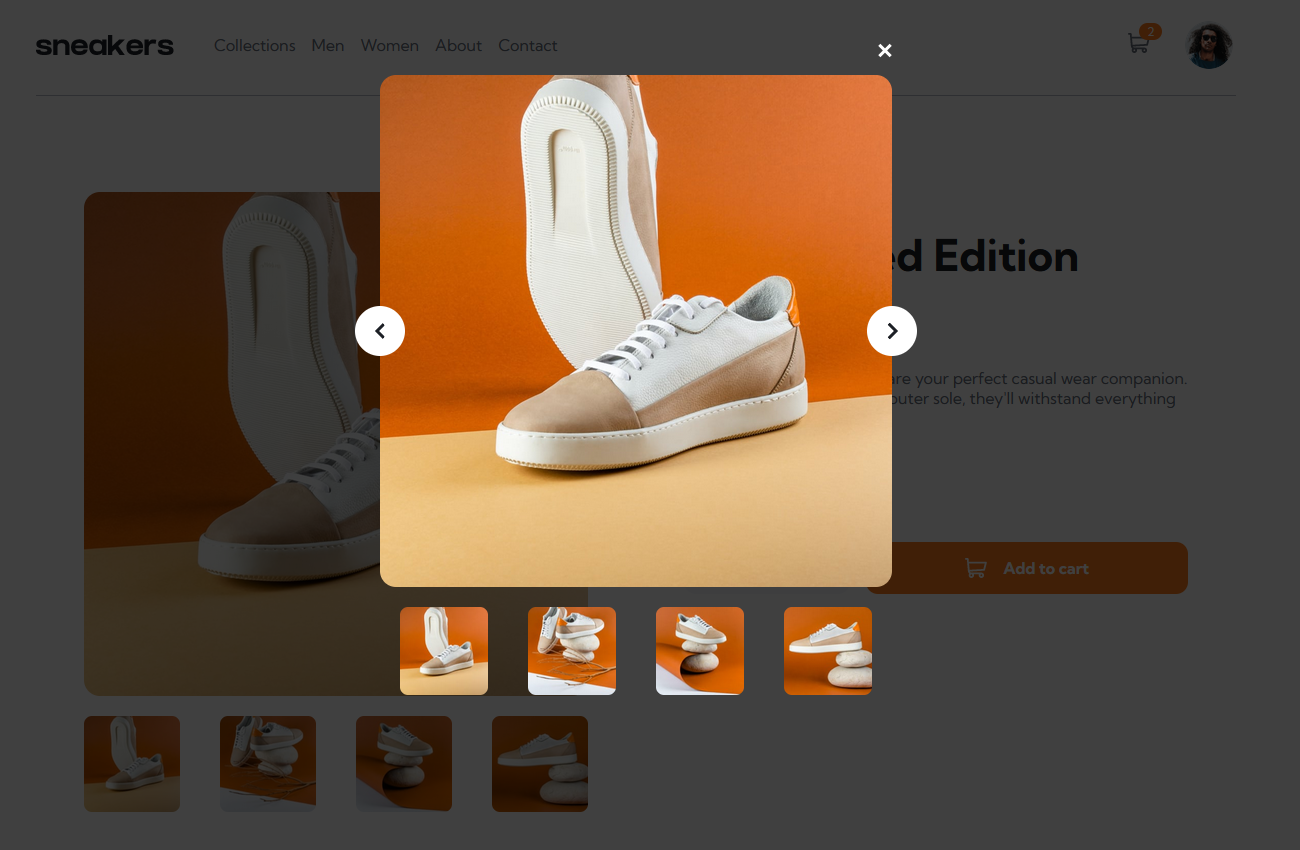 sneakers Collections Men Women About Contact 2
ed Edition
are your perfect casual wear companion.
outer sole, they'll withstand everything
Add to cart